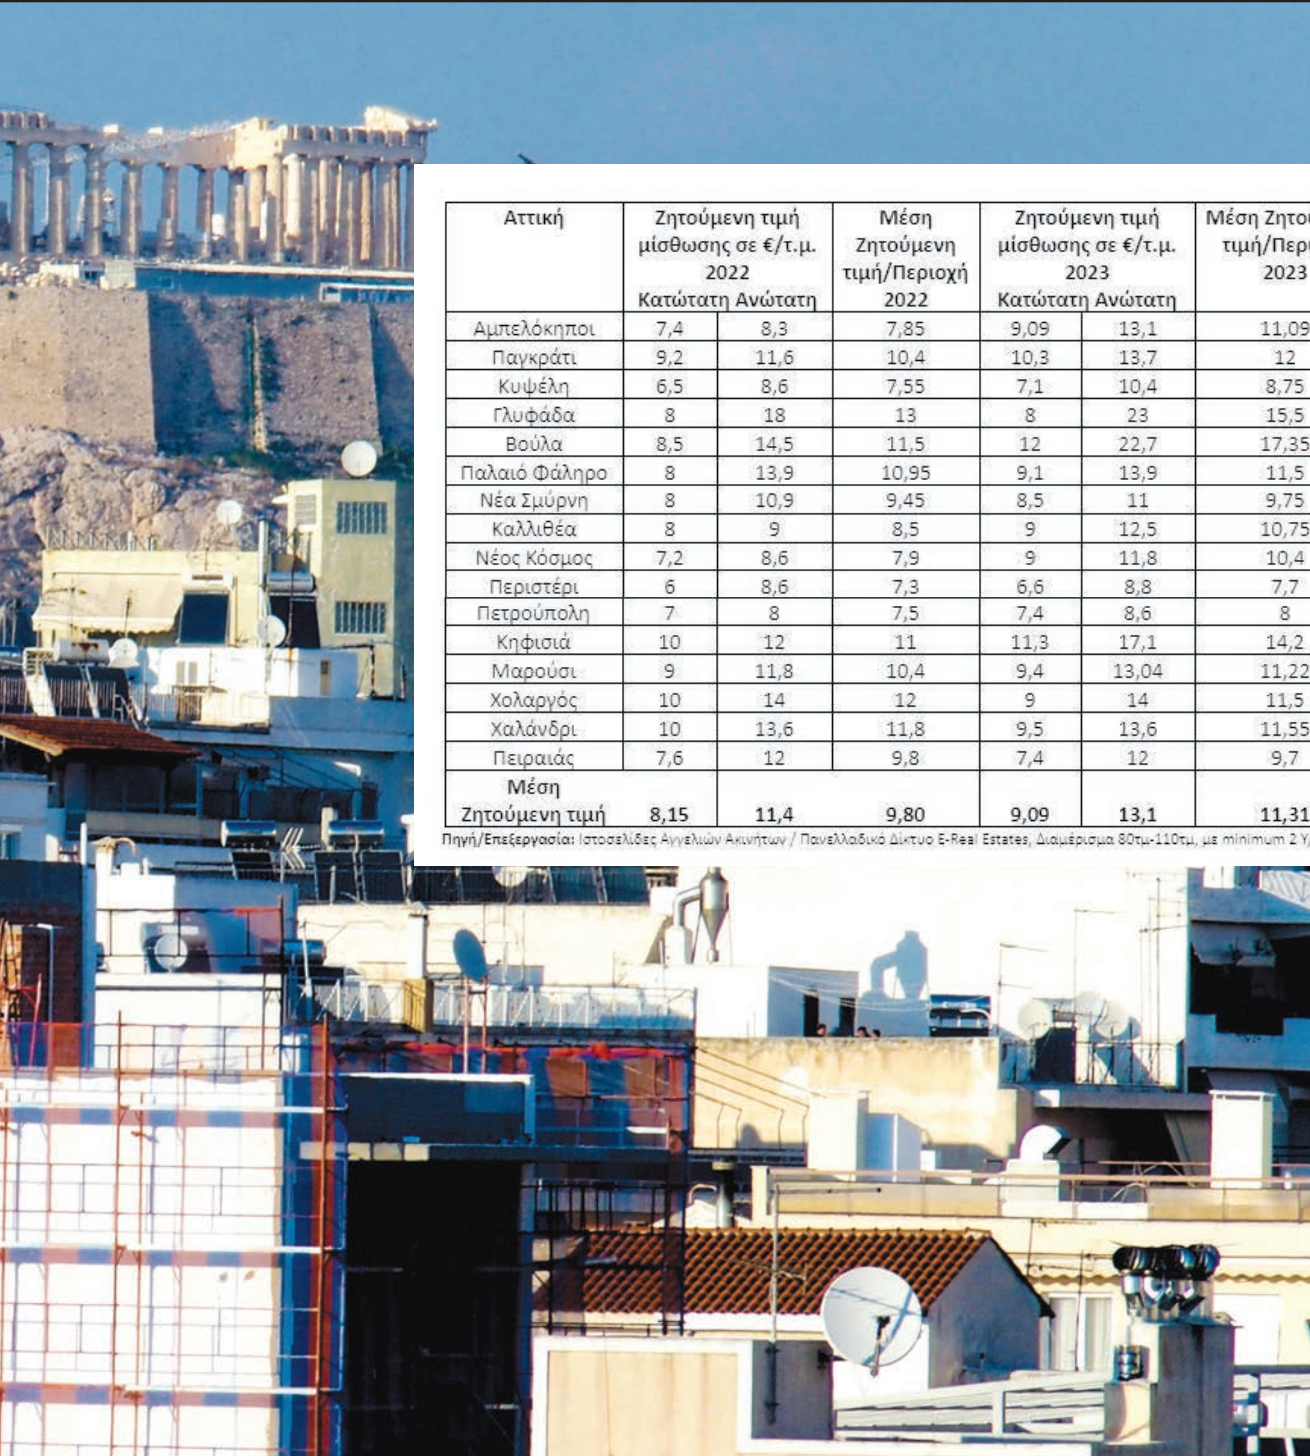 Αττική Ζητούμενη τιμή Μέση Ζητούμενη τιμή Μέση
μίσθωσης σε €/τ.μ. Ζητούμενη μίσθωσης σε €/τ.μ.
2022 τιμή/Περιοχή 2023 2023
Κατώτατη Ανώτατη 2022 Κατώτατη Ανώτατη
Αμπελόκηποι 7,4 8,3 7,85 9,09 13,1 11,09
Παγκράτι 9,2 11,6 10,4 10,3 13,7 12
Κυψέλη 6,5 8,6 7,55 7,1 10,4 8,75
Γλυφάδα 8 18 13 8 23 15,5
Βούλα 8,5 14,5 11,5 12 22,7 17,35
Παλαιό Φάληρο 8 13,9 10,95 9,1 13,9 11,5
Νέα Σμύρνη 8 10,9 9,45 8,5 11 9,75
Καλλιθέα 8 9 8,5 9 12,5 10,75
Νέος Κόσμος 7,2 8,6 7,9 9 11,8 10,4
Περιστέρι 6 8,6 7,3 6,6 8,8 7,7
Πετρούπολη 7 8 7,5 7,4 8,6 8
Κηφισιά 10 12 11 11,3 17,1 14,2
Μαρούσι 9 11,8 10,4 9,4 13,04 11,22
Χολαργός 10 14 12 9 14 11,5
Χαλάνδρι 10 13,6 11,8 9,5 13,6 11,55
Πειραιάς 7,6 12 9,8 7,4 12 9,7
Μέση
Ζητούμενη τιμή 8,15 11,4 9,80 9,09 13,1 11,31
Πηγή/Επεξεργασία: Ιστοσελίδες Αγγελιών Ακινήτων / Πανελλαδικό Δίκτυο E-Real Estates, Διαμέρισμα 80τμ-110τμ, με minimum 2